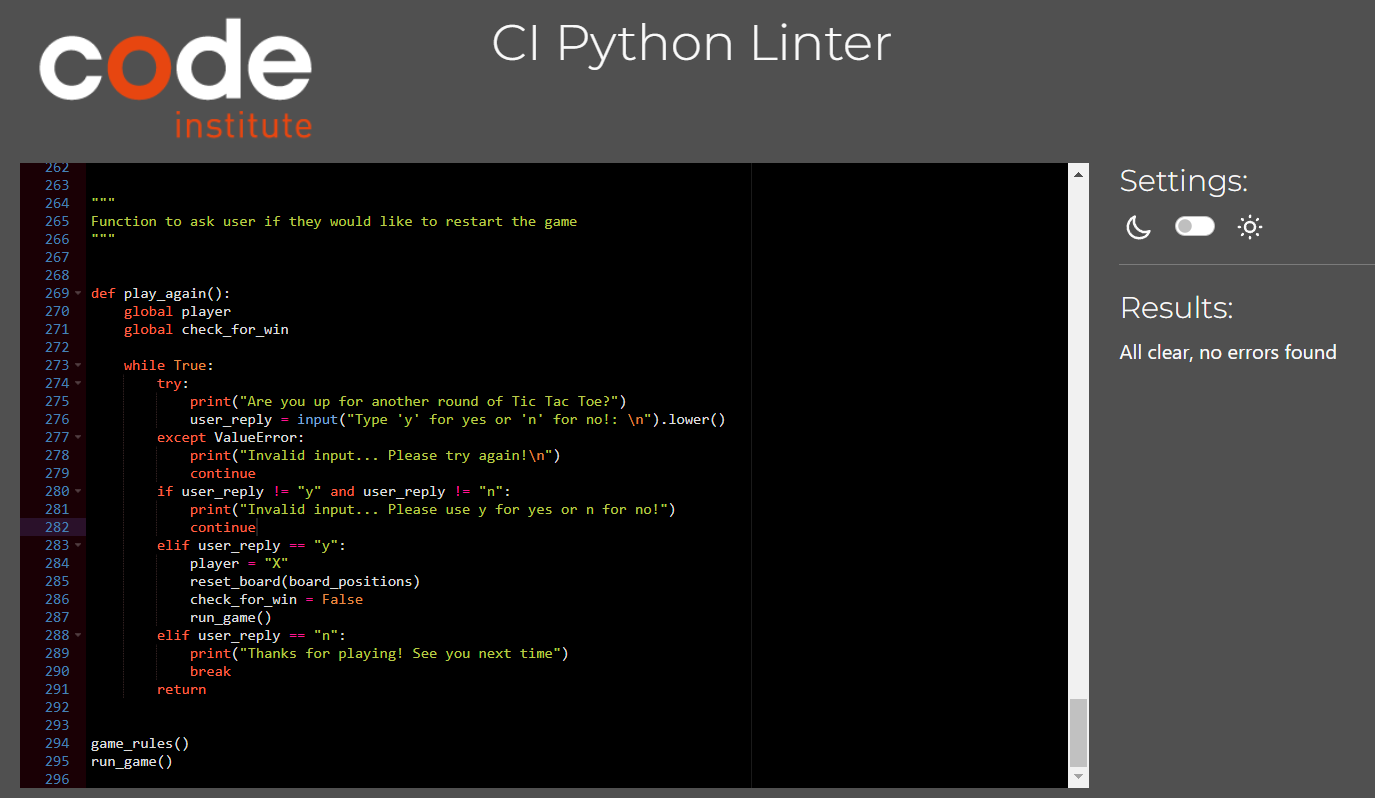 code
institute
CI Python Linter
262
263
264 """
265 Function to ask user if they would like to restart the game
266 """
267
268
269 def play_again():
270     global player
271     global check_for_win
272
273     while True:
274         try:
275             print("Are you up for another round of Tic Tac Toe?")
276             user_reply = input("Type 'y' for yes or 'n' for no!: \n").lower()
277         except ValueError:
278             print("Invalid input... Please try again!\n")
279             continue
280         if user_reply != "y" and user_reply != "n":
281             print("Invalid input... Please use y for yes or n for no!")
282             continue
283         elif user_reply == "y":
284             player = "X"
285             reset_board(board_positions)
286             check_for_win = False
287             run_game()
288         elif user_reply == "n":
289             print("Thanks for playing! See you next time")
290             break
291         return
292
293
294 game_rules()
295 run_game()
296
Settings:
Results:
All clear, no errors found